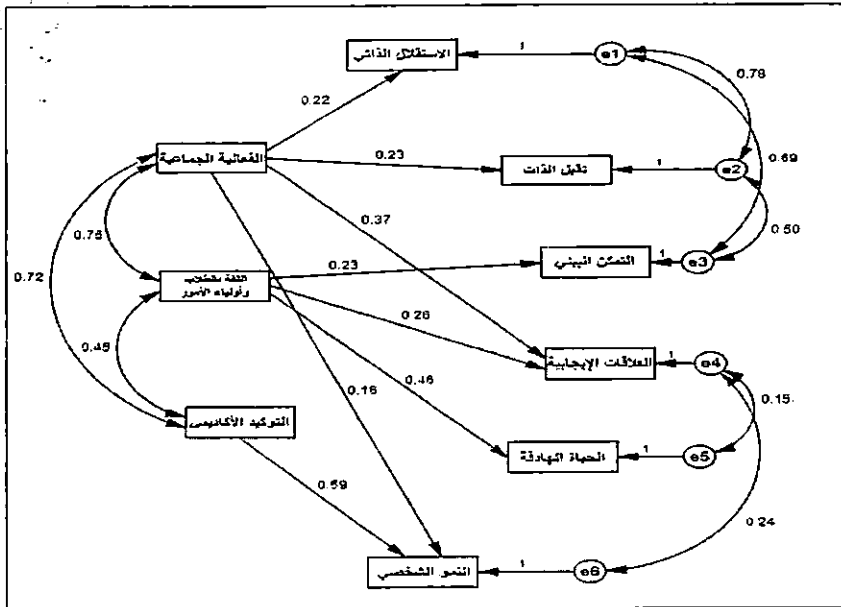 الاستقلال الذاتي
1
e1
0.78
0.22
الفعالية الجماعية
0.23
تقبل الذات
1
e2
0.69
0.37
0.50
0.75
التمكن البيئي
1
e3
0.23
الثقة بالطلاب
وأولياء الأمور
0.72
0.26
العلاقات الإيجابية
1
e4
0.45
0.46
0.15
0.16
التوكيد الأكاديمي
الحياة الهادفة
1
e5
0.59
0.24
النمو الشخصي
1
e6